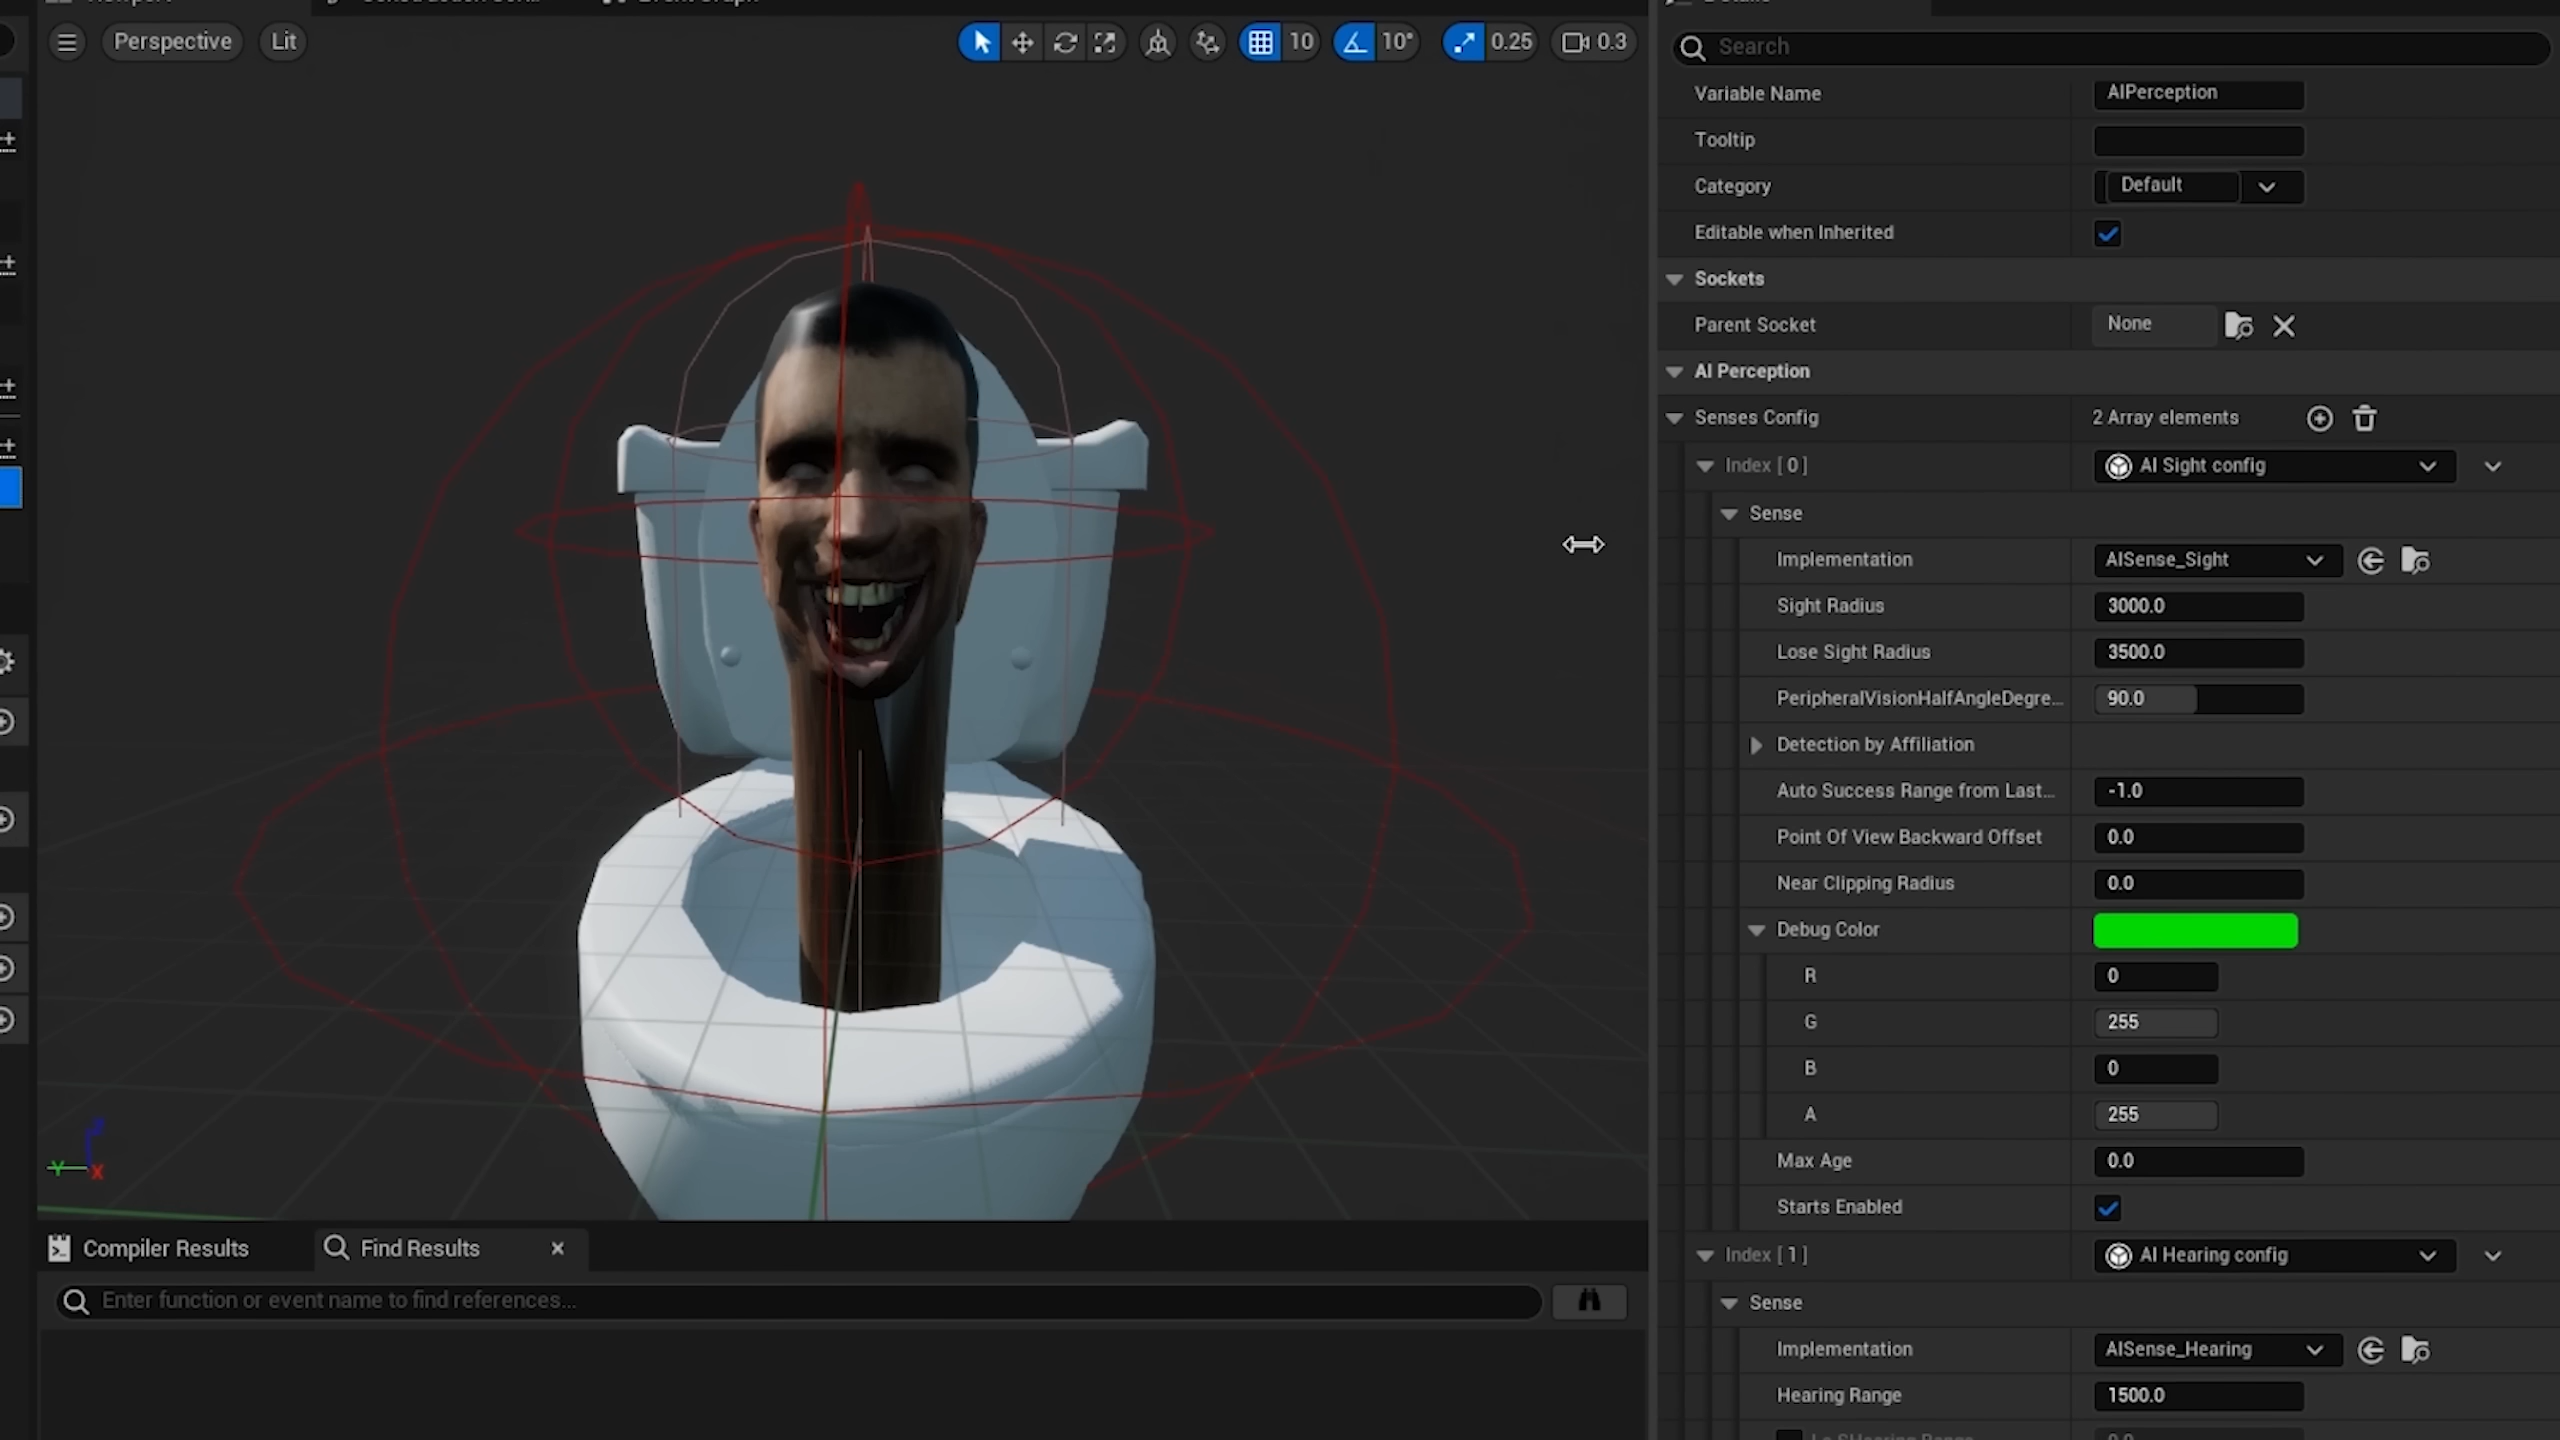 Perspective
Lit
10
10°
0.25
0.3
Search
Variable Name
AIPerception
Tooltip
Category
Default
Editable when Inherited
Sockets
Parent Socket
None
AI Perception
Senses Config
2 Array elements
Index [ 0 ]
AI Sight config
Sense
Implementation
AISense_Sight
Sight Radius
3000.0
Lose Sight Radius
3500.0
PeripheralVisionHalfAngleDegre...
90.0
Detection by Affiliation
Auto Success Range from Last...
-1.0
Point Of View Backward Offset
0.0
Near Clipping Radius
0.0
Debug Color
R
0
G
255
B
0
A
255
Max Age
0.0
Starts Enabled
Index [ 1 ]
AI Hearing config
Sense
Implementation
AISense_Hearing
Hearing Range
1500.0
Y
X
Compiler Results
Find Results
Enter function or event name to find references...